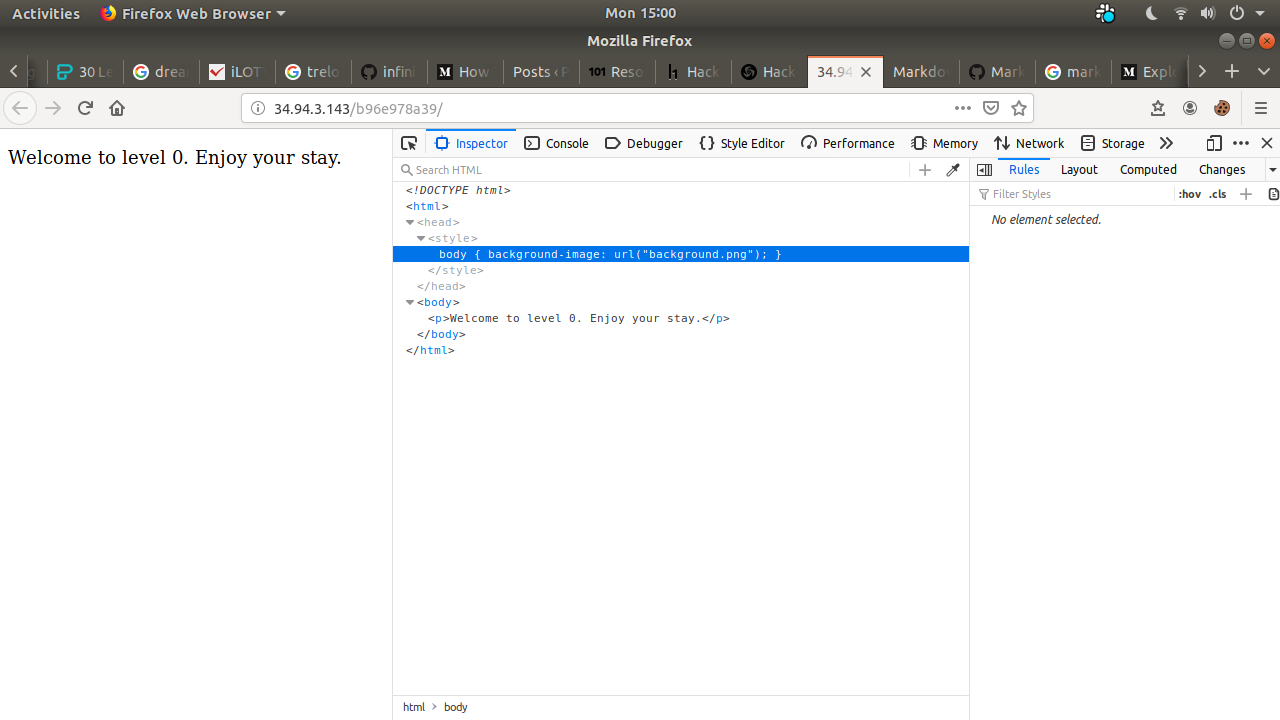 Activities Firefox Web Browser Mon 15:00
Mozilla Firefox
30 Le drea iLOT trelo infin How Posts ‹ P 101 Reso h1 Hack Hack 34.94 Markdo Mark mark Explo
34.94.3.143/b96e978a39/
Welcome to level 0. Enjoy your stay.
Inspector Console Debugger Style Editor Performance Memory Network Storage
Search HTML
Rules Layout Computed Changes
Filter Styles :hov .cls
No element selected.
<!DOCTYPE html>
<html>
<head>
<style>
body { background-image: url("background.png"); }
</style>
</head>
<body>
<p>Welcome to level 0. Enjoy your stay.</p>
</body>
</html>
html › body